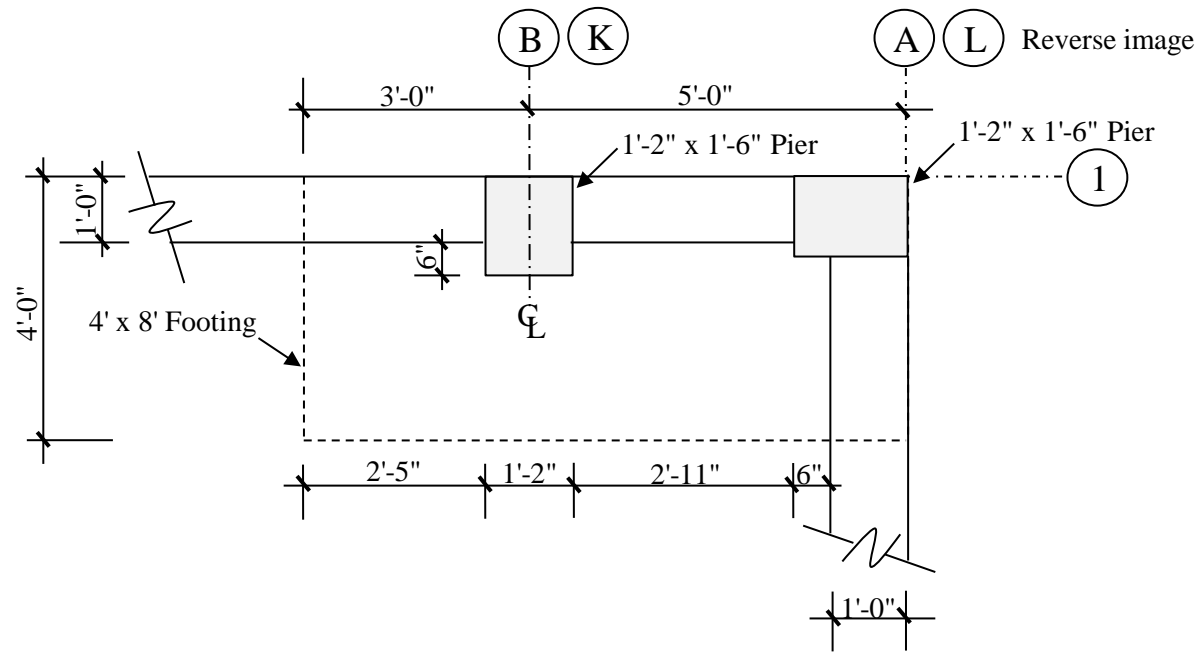 B K A L Reverse image
3'-0" 5'-0"
1'-2" x 1'-6" Pier
1'-2" x 1'-6" Pier
1
1'-0"
6"
4'-0"
4' x 8' Footing
CL
2'-5" 1'-2" 2'-11" 6"
1'-0"